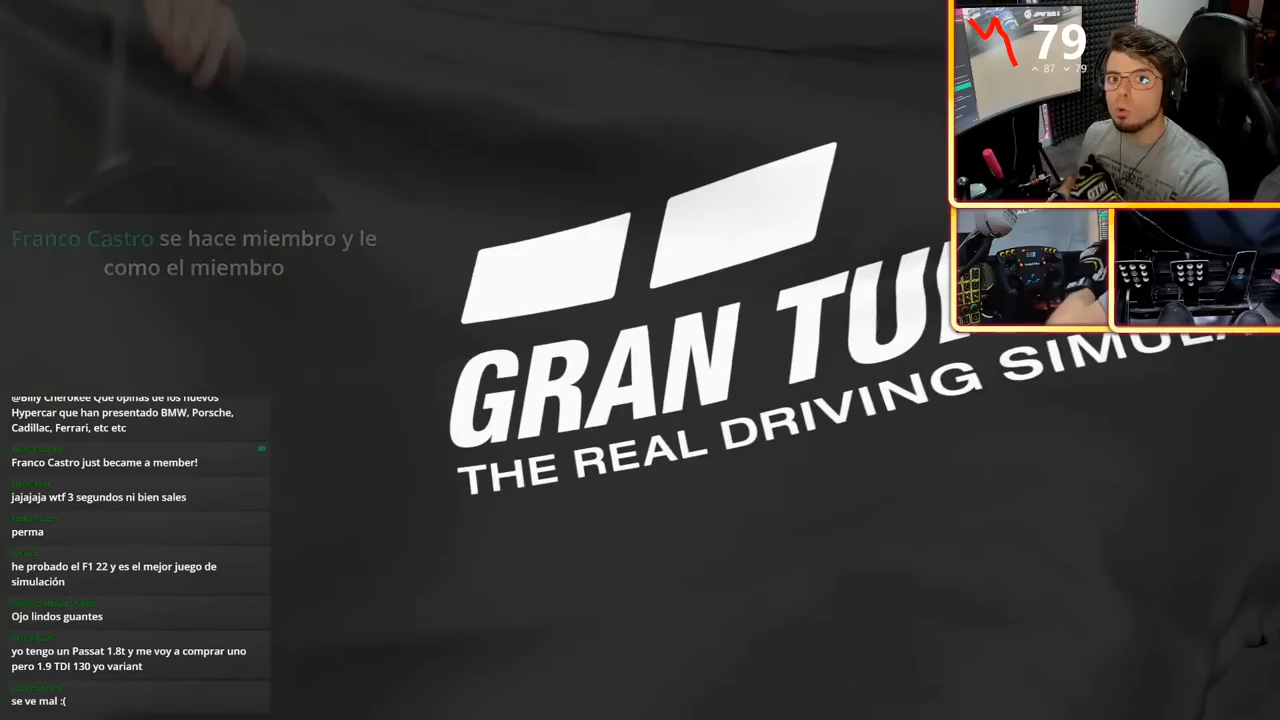 79
87 79
Franco Castro se hace miembro y le
como el miembro
GRAN TU
THE REAL DRIVING SIMULA
@Billy Cherokee Que opinas de los nuevos
Hypercar que han presentado BMW, Porsche,
Cadillac, Ferrari, etc etc
Franco Castro just became a member!
jajajaja wtf 3 segundos ni bien sales
perma
he probado el F1 22 y es el mejor juego de
simulación
Ojo lindos guantes
yo tengo un Passat 1.8t y me voy a comprar uno
pero 1.9 TDI 130 yo variant
se ve mal :(